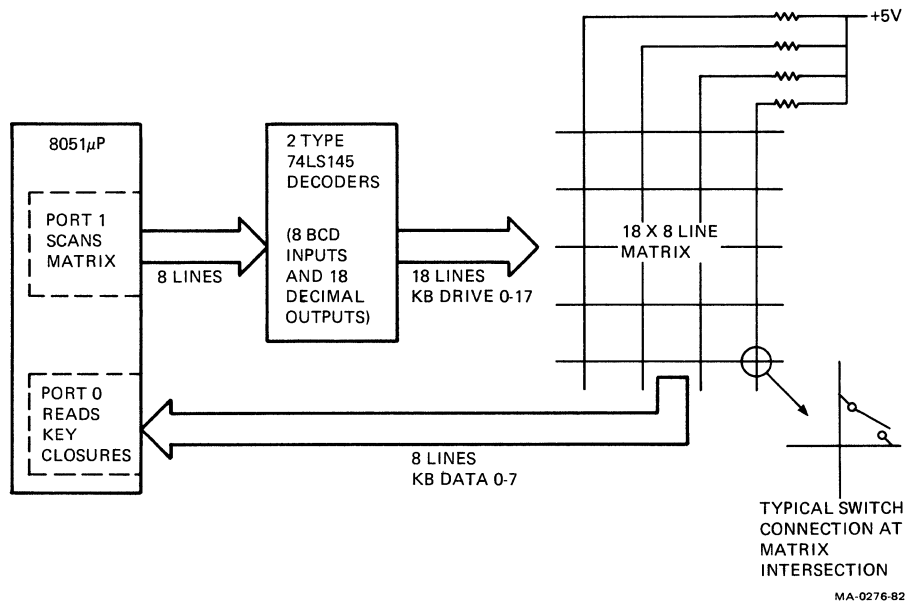 +5V
8051µP
PORT 1
SCANS
MATRIX
8 LINES
2 TYPE
74LS145
DECODERS
(8 BCD
INPUTS
AND 18
DECIMAL
OUTPUTS)
18 LINES
KB DRIVE 0-17
18 X 8 LINE
MATRIX
PORT 0
READS
KEY
CLOSURES
8 LINES
KB DATA 0-7
TYPICAL SWITCH
CONNECTION AT
MATRIX
INTERSECTION
MA-0276-82